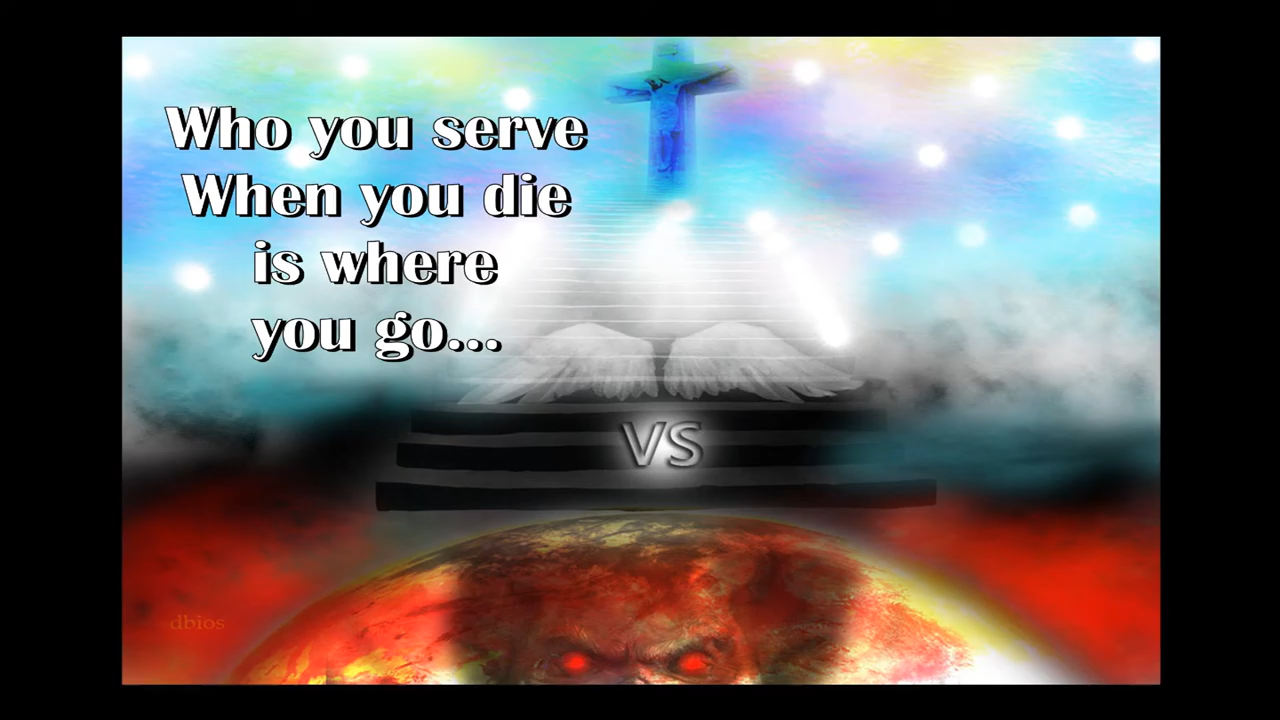 Who you serve
When you die
is where
you go...
VS
dbios